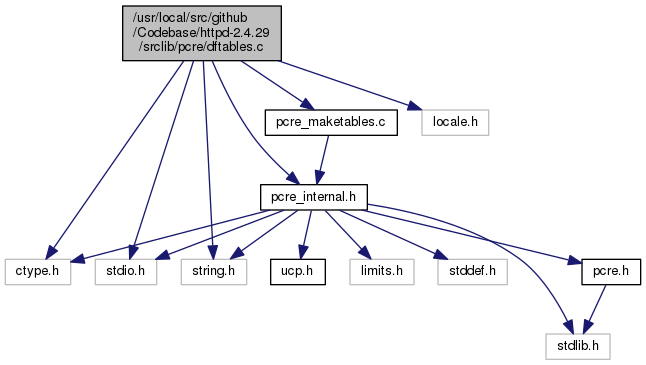 /usr/local/src/github
/Codebase/httpd-2.4.29
/srclib/pcre/dftables.c
pcre_maketables.c
locale.h
pcre_internal.h
ctype.h
stdio.h
string.h
ucp.h
limits.h
stddef.h
pcre.h
stdlib.h